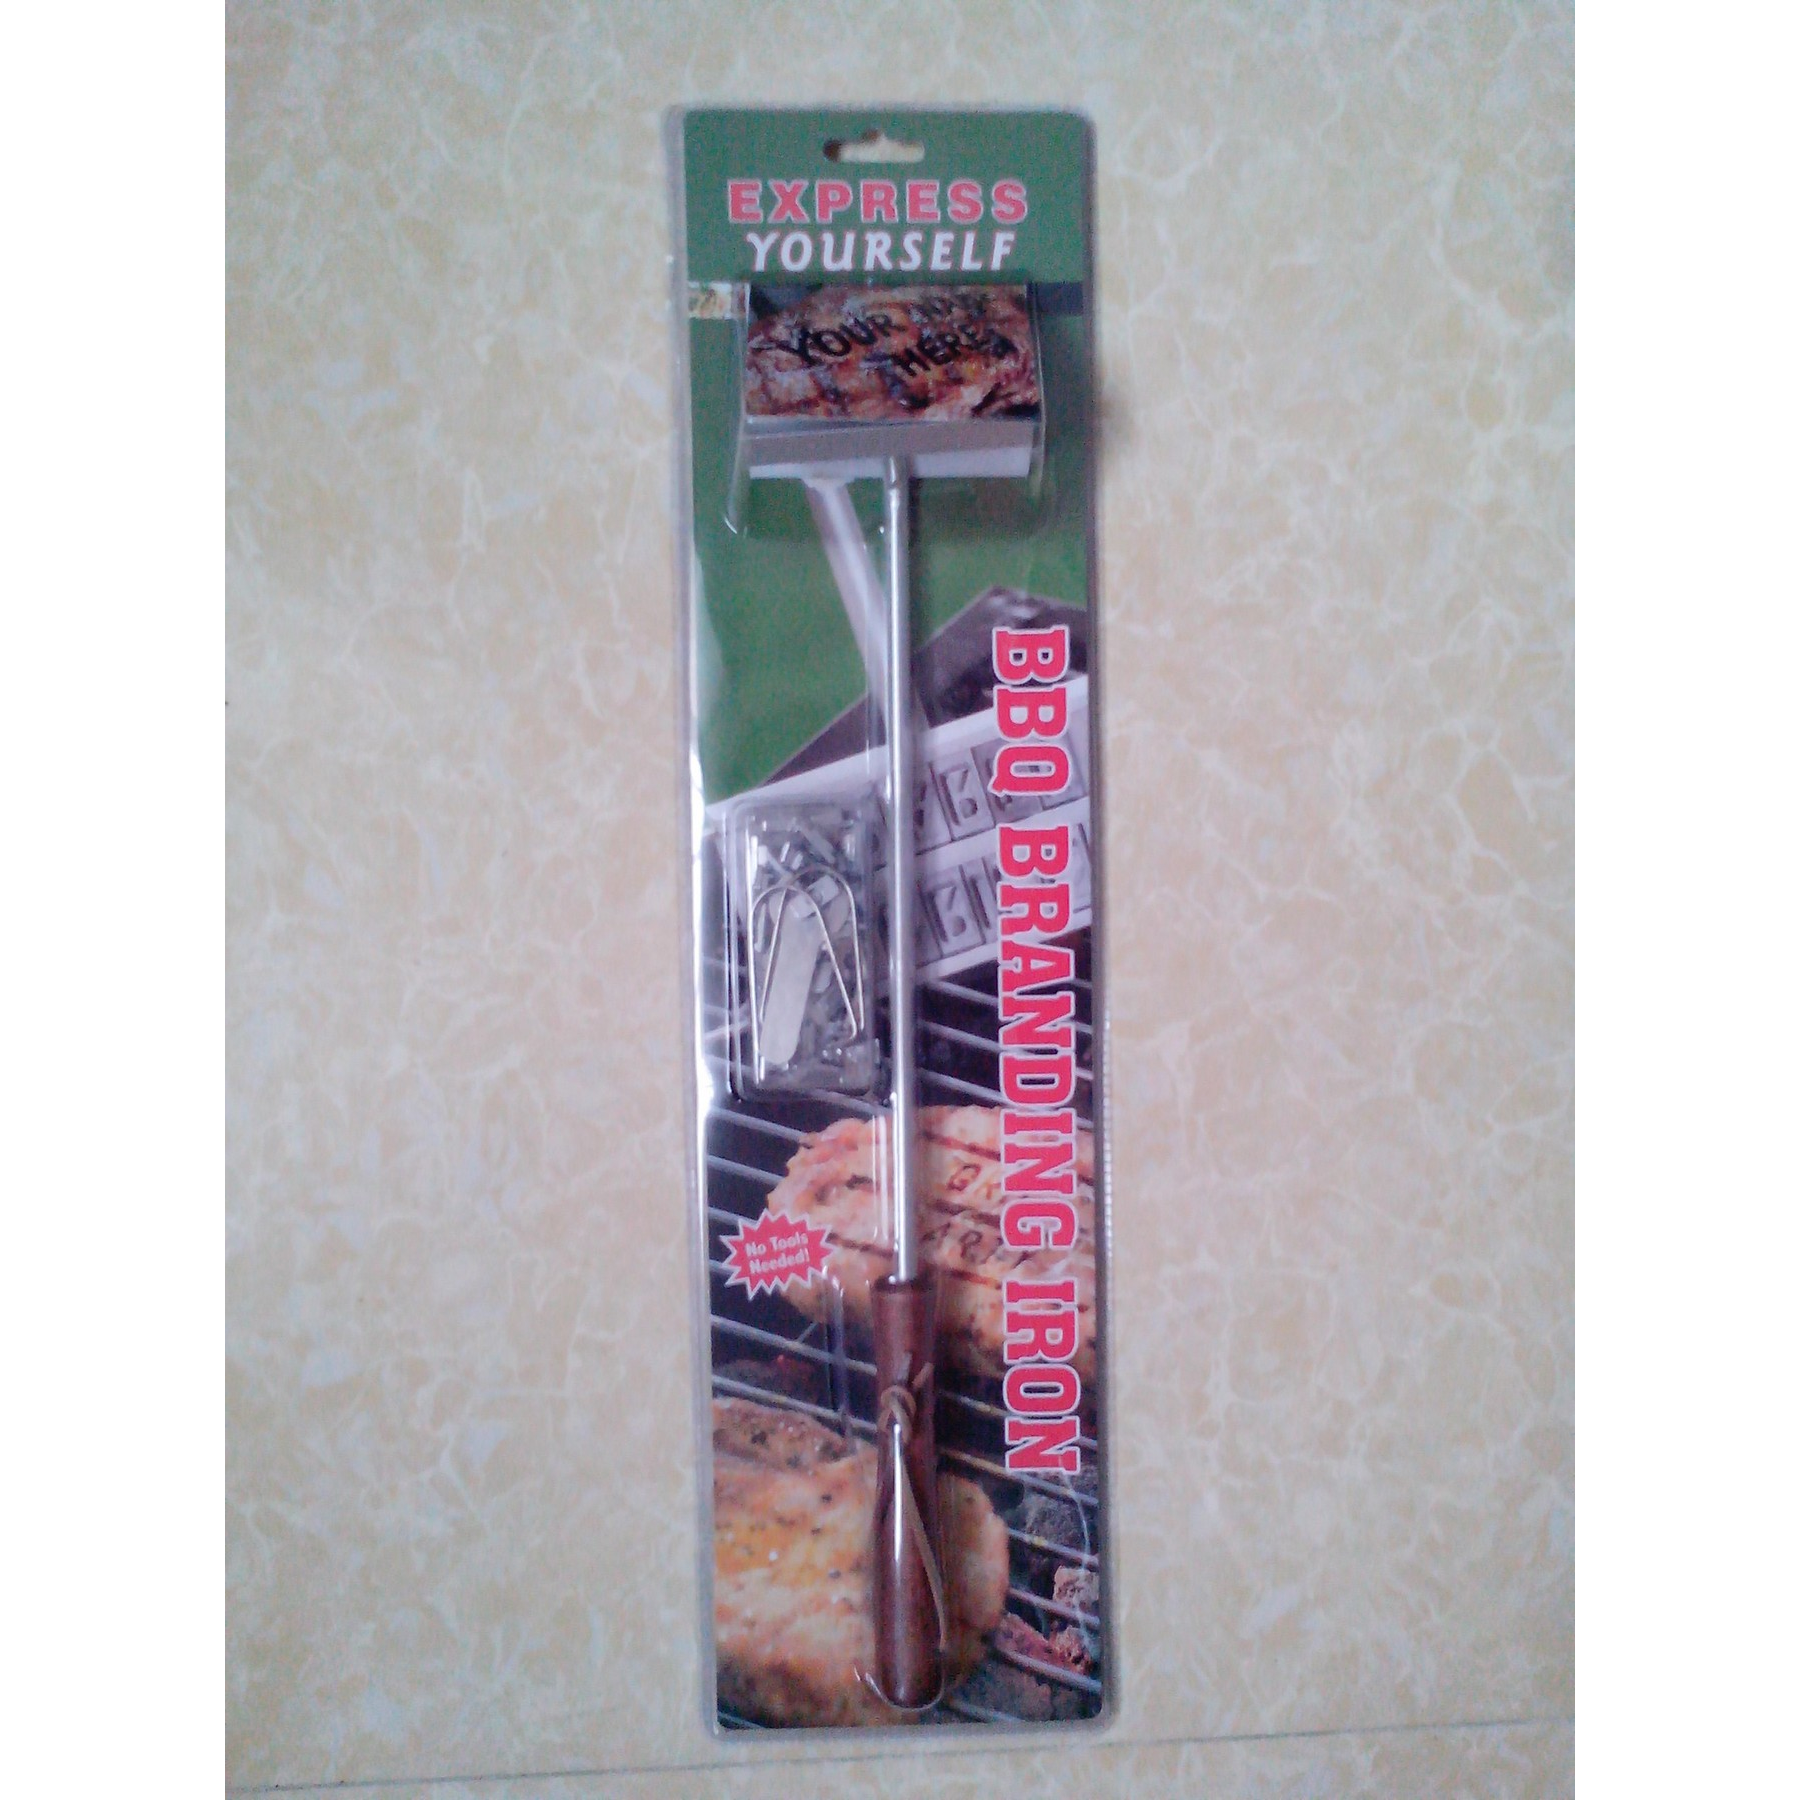 EXPRESS
YOURSELF
YOUR
HERE
BBQ BRANDING IRON
No Tools
Needed!